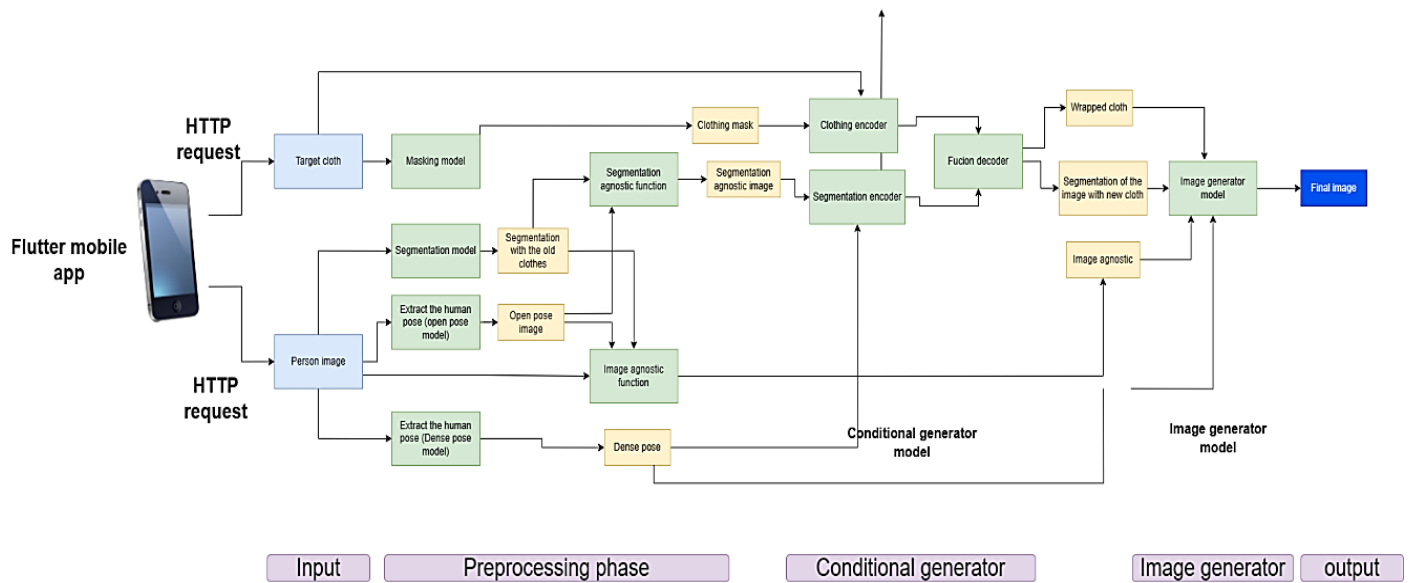 HTTP
request
Target cloth
Masking model
Clothing mask
Clothing encoder
Fucion decoder
Wrapped cloth
Segmentation
agnostic function
Segmentation
agnostic image
Segmentation encoder
Segmentation of the
image with new cloth
Image generator
model
Final image
Flutter mobile
app
Segmentation model
Segmentation
with the old
clothes
Image agnostic
Extract the human
pose (open pose
model)
Open pose
image
Person image
Image agnostic
function
HTTP
request
Extract the human
pose (Dense pose
model)
Dense pose
Conditional generator
model
Image generator
model
Input
Preprocessing phase
Conditional generator
Image generator
output